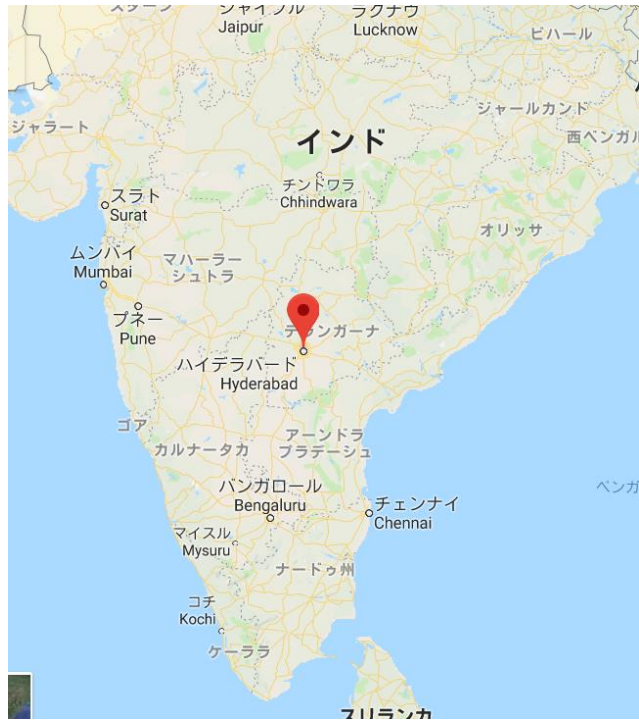 ジャイプル
Jaipur
ラクナウ
Lucknow
ビハール
ジャールカンド
ジャラート
西ベンガル
インド
チンドワラ
Chhindwara
スラト
Surat
オリッサ
ムンバイ
Mumbai
マハーラー
シュトラ
プネー
Pune
テランガーナ
ハイデラバード
Hyderabad
ゴア
カルナータカ
アーンドラ
プラデーシュ
ベンガ
バンガロール
Bengaluru
チェンナイ
Chennai
マイスル
Mysuru
ナードゥ州
コチ
Kochi
ケーララ
スリランカ